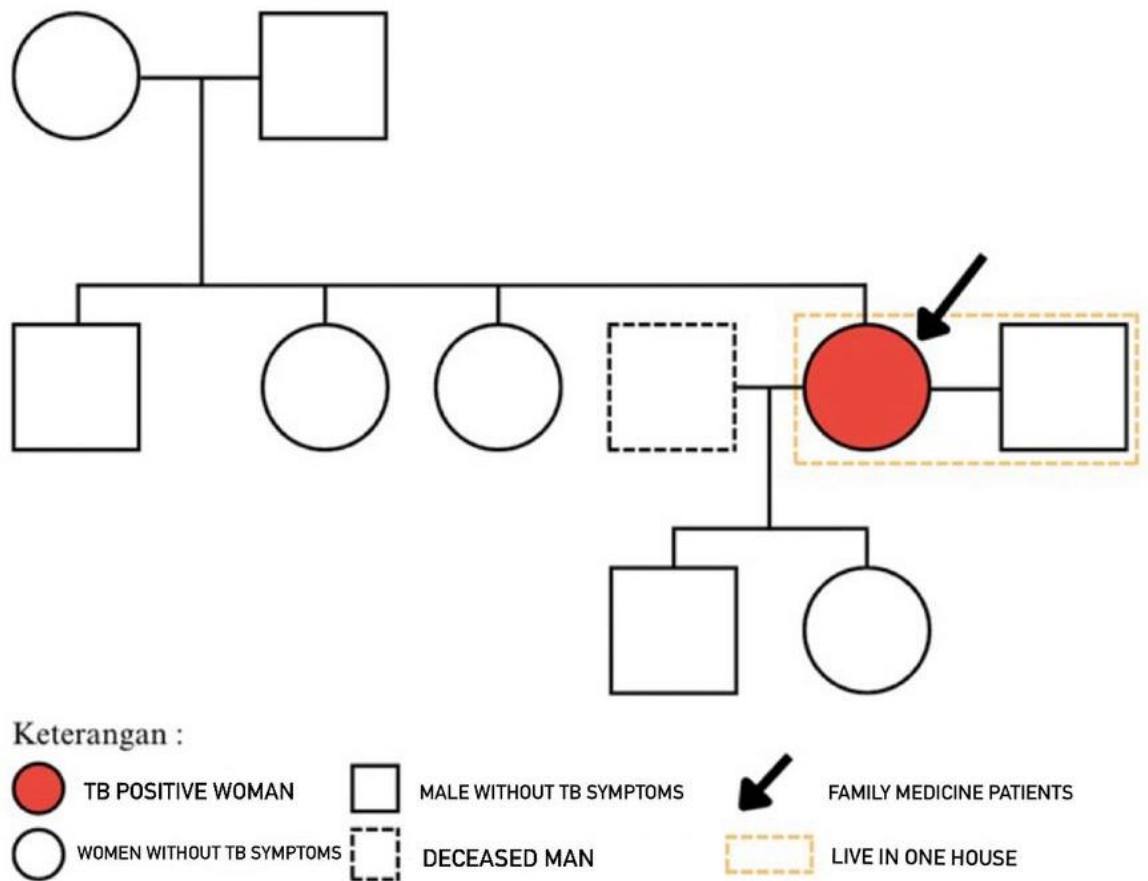 Keterangan :
TB POSITIVE WOMAN
MALE WITHOUT TB SYMPTOMS
FAMILY MEDICINE PATIENTS
WOMEN WITHOUT TB SYMPTOMS
DECEASED MAN
LIVE IN ONE HOUSE